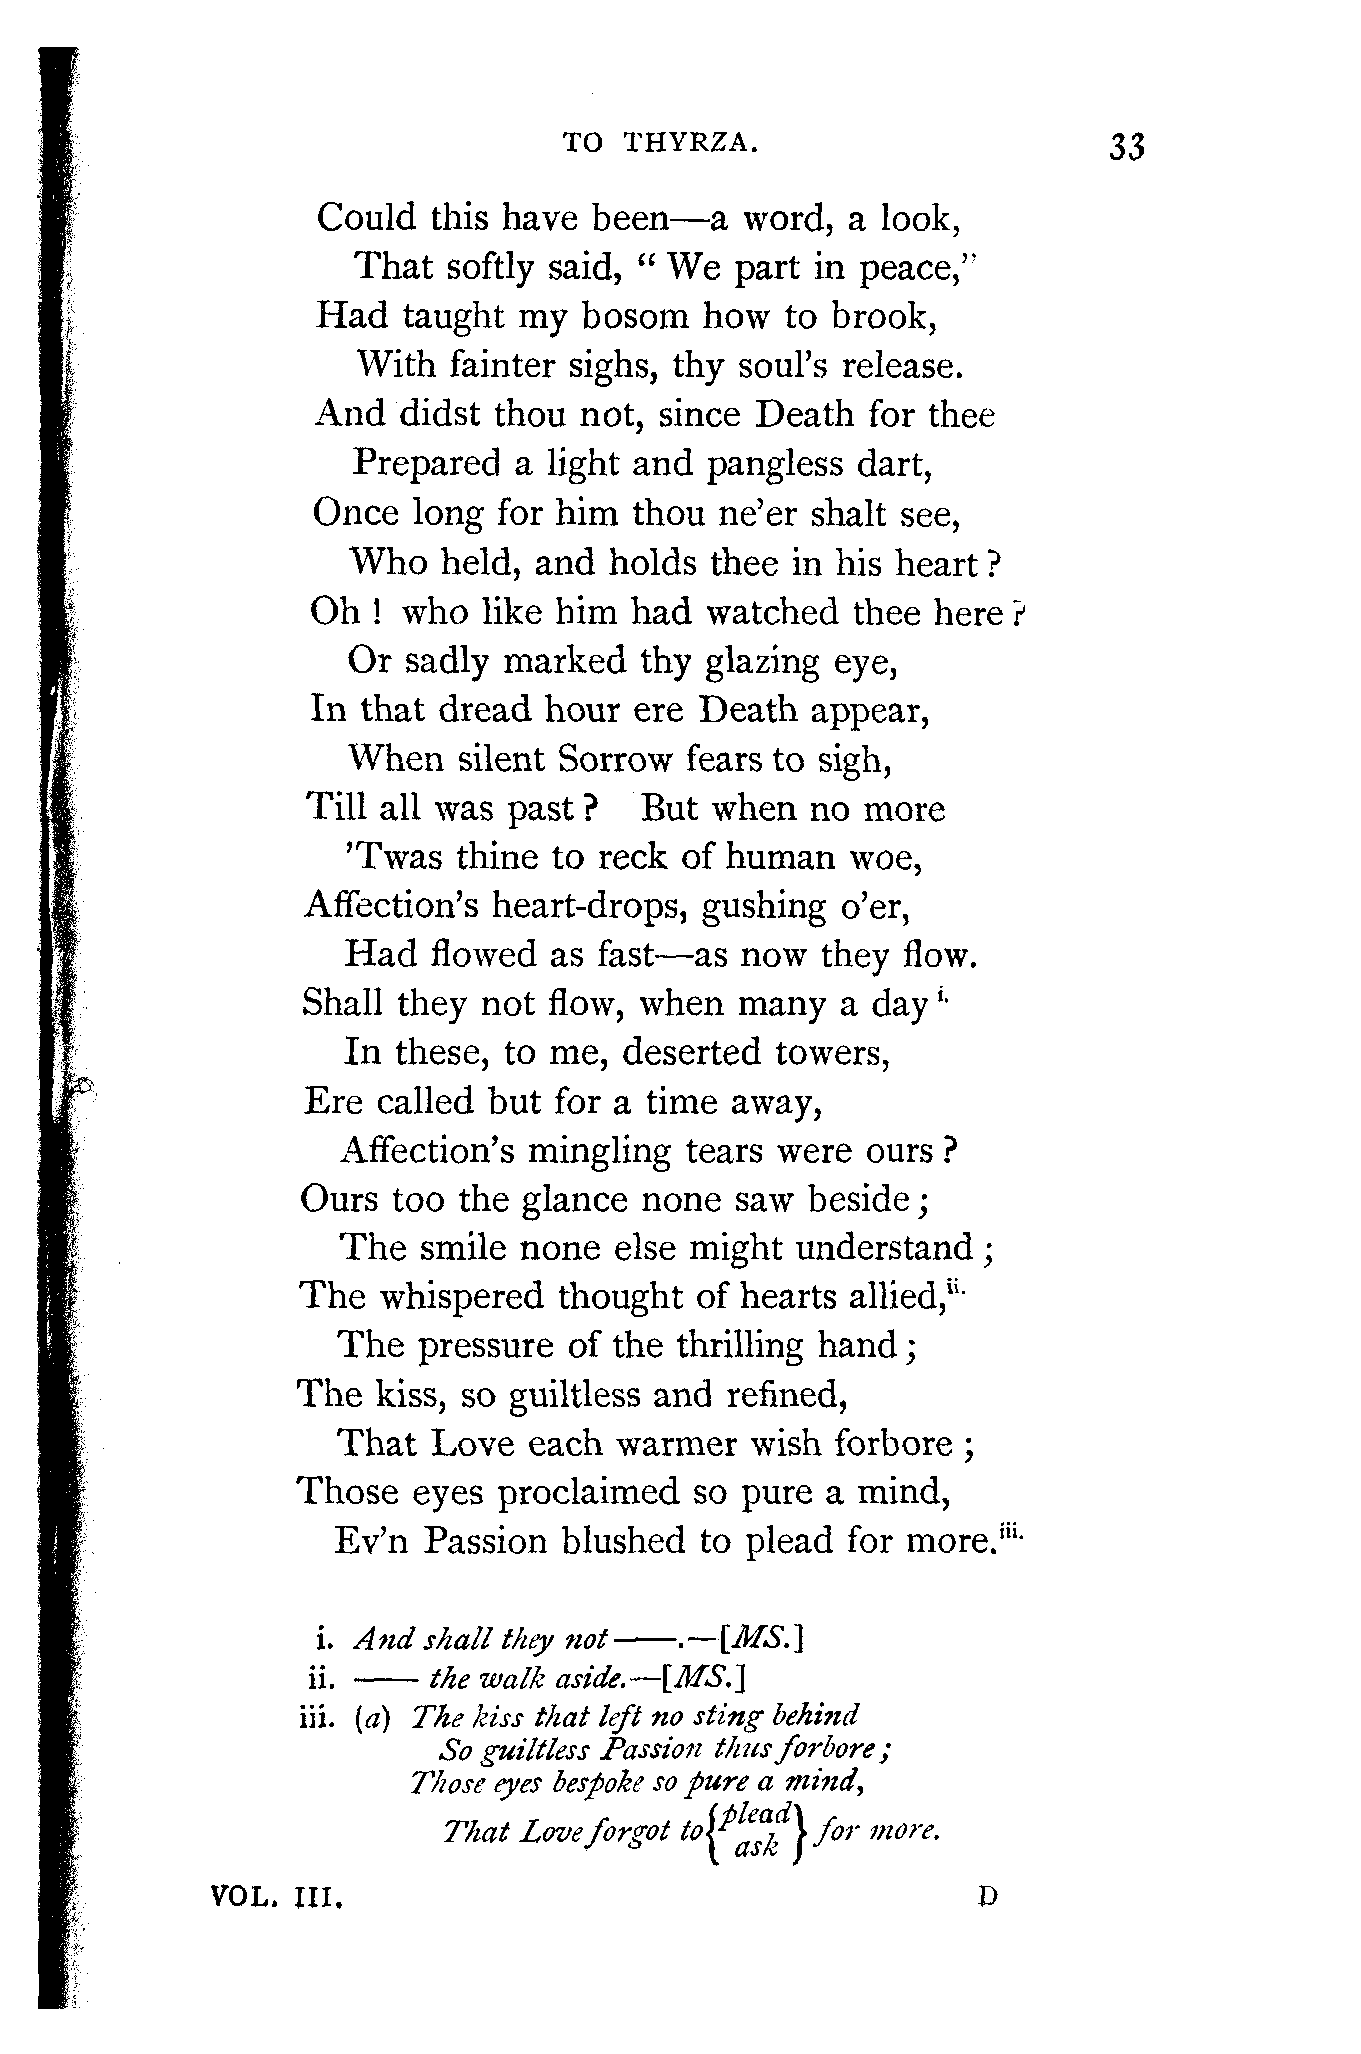 TO THYRZA. 33
Could this have been—a word, a look,
That softly said, “ We part in peace,”
Had taught my bosom how to brook,
With fainter sighs, thy soul's release.
And didst thou not, since Death for thee
Prepared a light and pangless dart,
Once long for him thou ne'er shalt see,
Who held, and holds thee in his heart ?
Oh ! who like him had watched thee here ?
Or sadly marked thy glazing eye,
In that dread hour ere Death appear,
When silent Sorrow fears to sigh,
Till all was past ? But when no more
'Twas thine to reck of human woe,
Affection's heart-drops, gushing o'er,
Had flowed as fast—as now they flow.
Shall they not flow, when many a day i.
In these, to me, deserted towers,
Ere called but for a time away,
Affection's mingling tears were ours ?
Ours too the glance none saw beside ;
The smile none else might understand ;
The whispered thought of hearts allied, ii.
The pressure of the thrilling hand ;
The kiss, so guiltless and refined,
That Love each warmer wish forbore ;
Those eyes proclaimed so pure a mind,
Ev'n Passion blushed to plead for more. iii.
i. And shall they not ——.—[MS.]
ii. —— the walk aside.—[MS.]
iii. (a) The kiss that left no sting behind
So guiltless Passion thus forbore ;
Those eyes bespoke so pure a mind,
That Love forgot to {plead ask} for more.
VOL. III. D